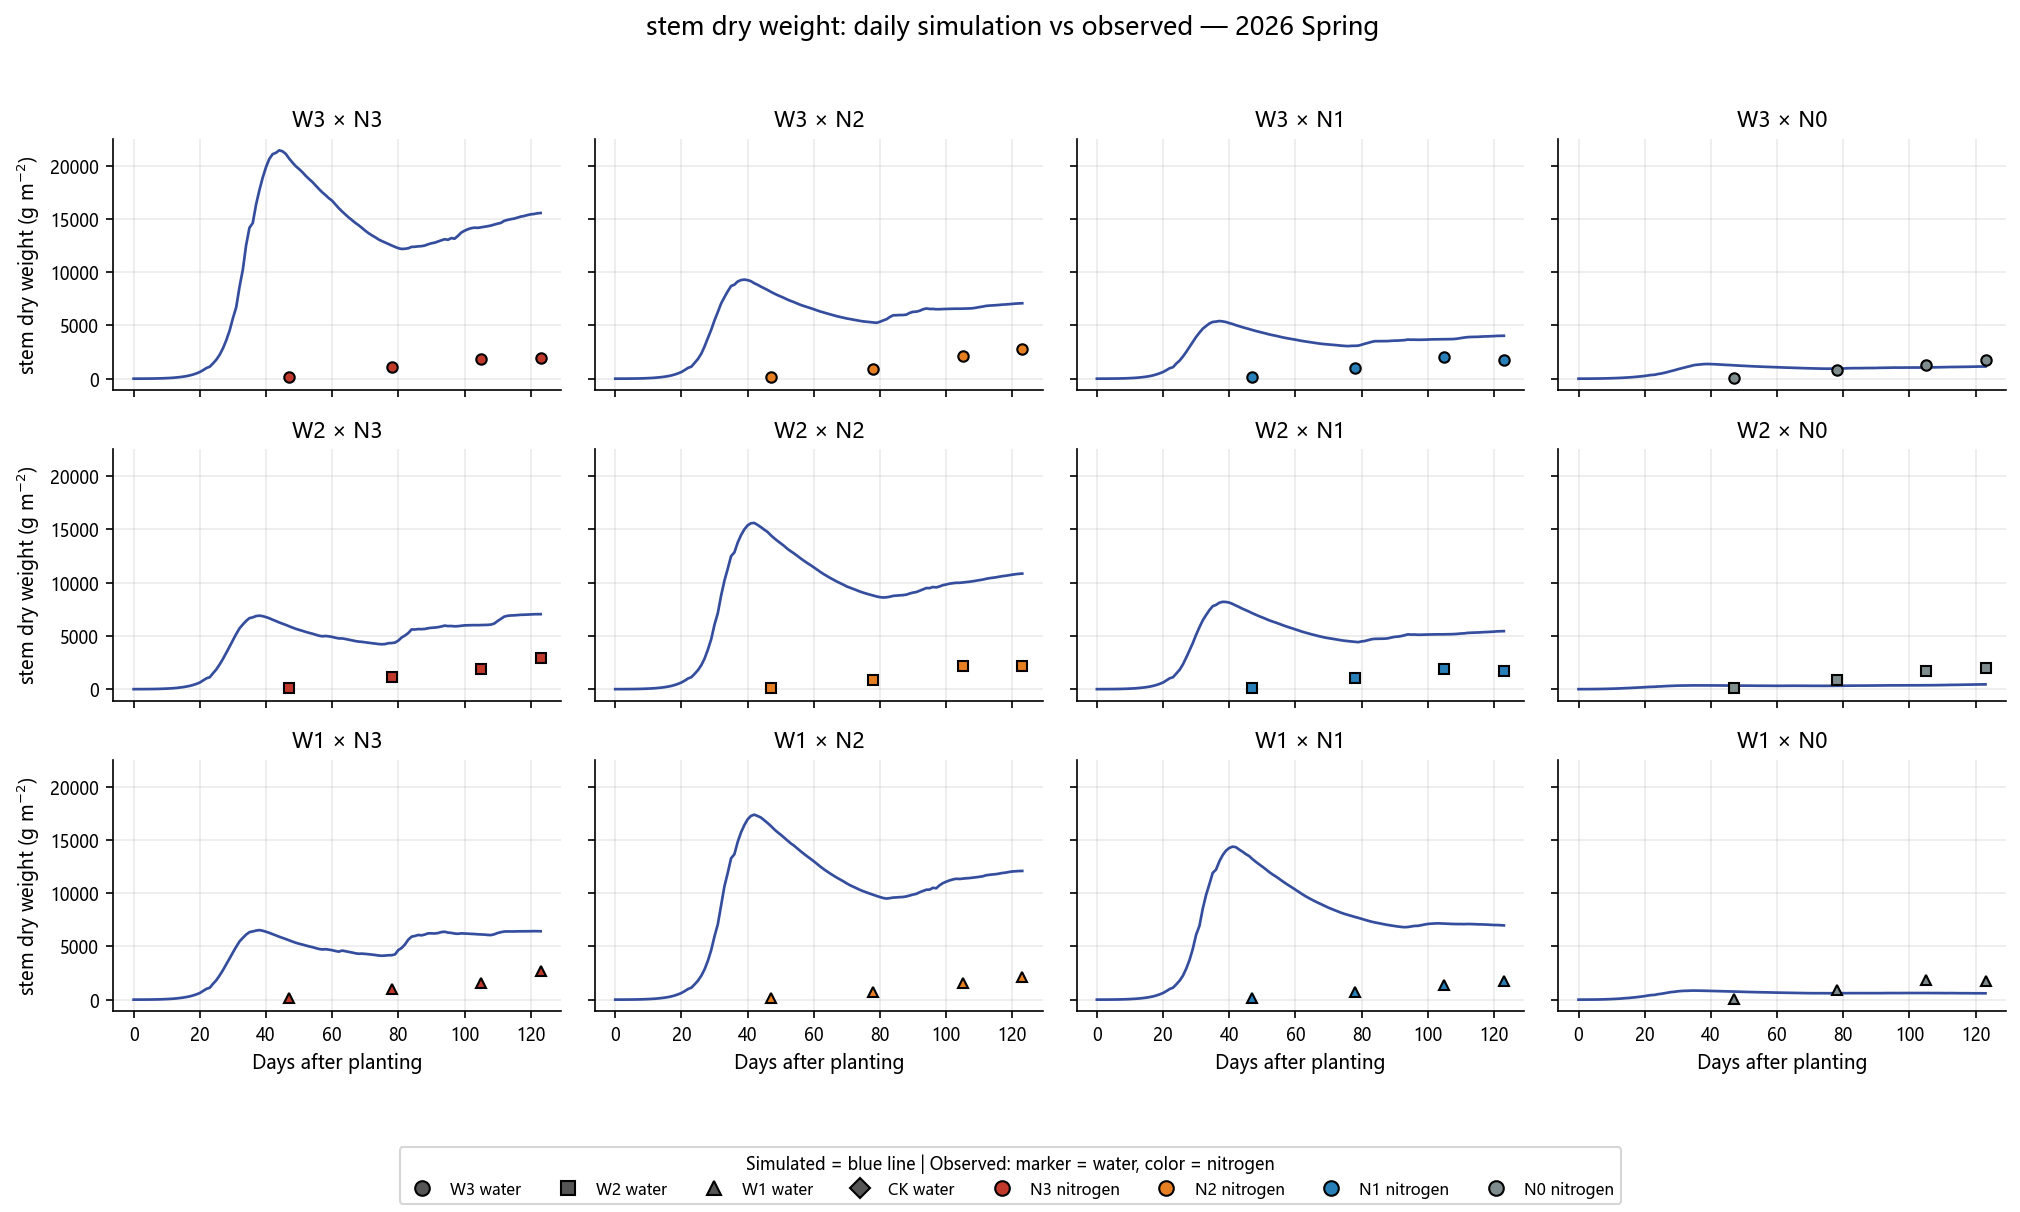 stem dry weight: daily simulation vs observed — 2026 Spring
W3 × N3
W3 × N2
W3 × N1
W3 × N0
stem dry weight (g m⁻²)
20000
15000
10000
5000
0
W2 × N3
W2 × N2
W2 × N1
W2 × N0
stem dry weight (g m⁻²)
20000
15000
10000
5000
0
W1 × N3
W1 × N2
W1 × N1
W1 × N0
stem dry weight (g m⁻²)
20000
15000
10000
5000
0
0 20 40 60 80 100 120
0 20 40 60 80 100 120
0 20 40 60 80 100 120
0 20 40 60 80 100 120
Days after planting
Days after planting
Days after planting
Days after planting
Simulated = blue line | Observed: marker = water, color = nitrogen
W3 water W2 water W1 water CK water N3 nitrogen N2 nitrogen N1 nitrogen N0 nitrogen